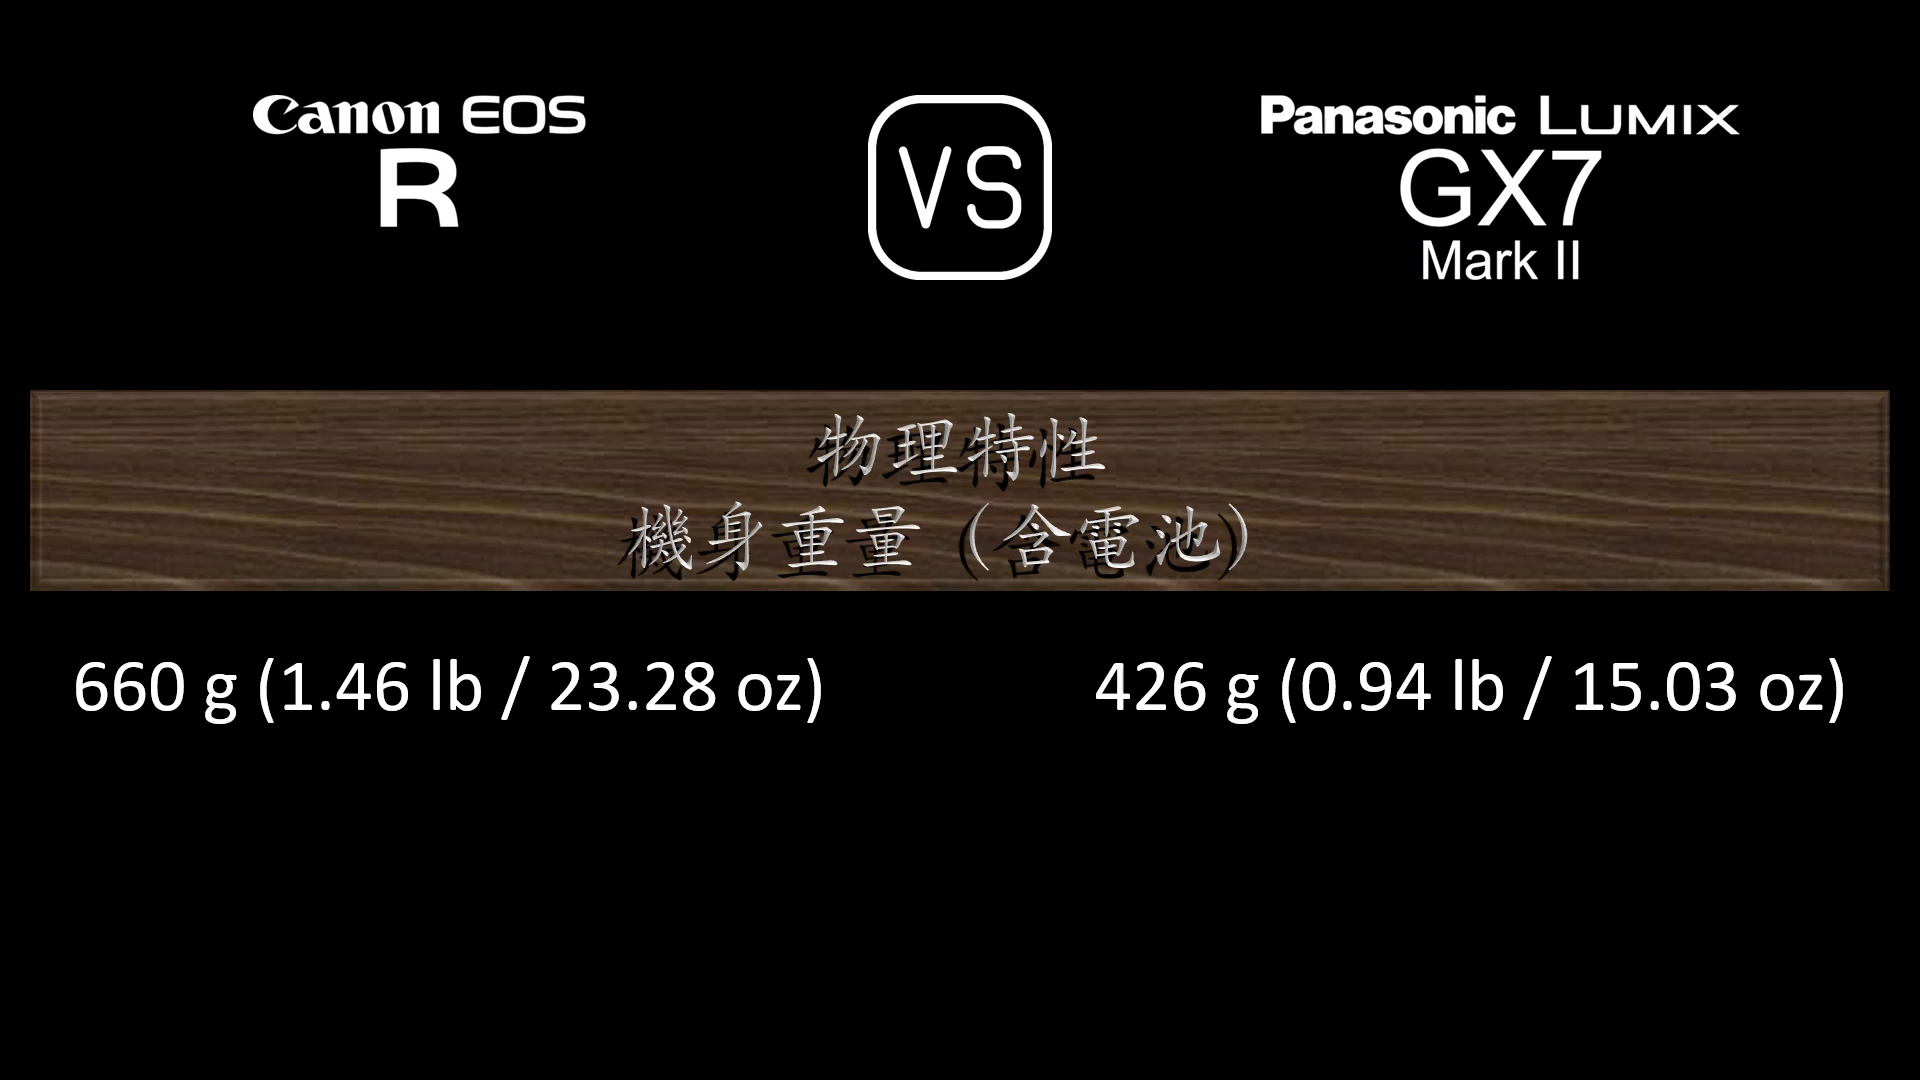 Canon EOS
R
VS
Panasonic LUMIX
GX7
Mark II
物理特性
機身重量（含電池）
660 g (1.46 lb / 23.28 oz)
426 g (0.94 lb / 15.03 oz)